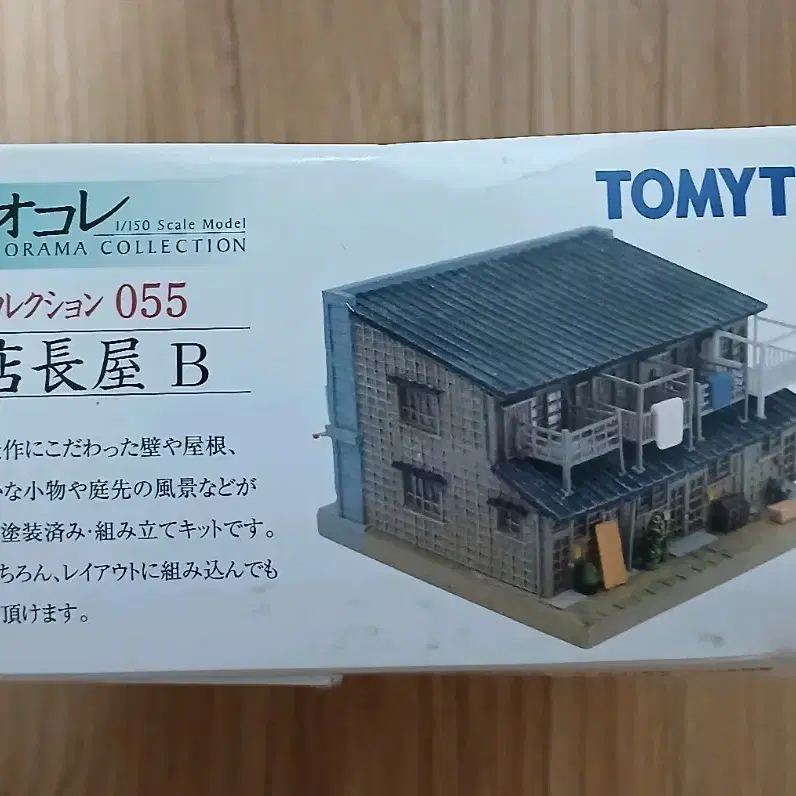 オコレ
1/150 Scale Model
ORAMA COLLECTION
TOMYT
レクション 055
店長屋 B
作にこだわった壁や屋根、
かな小物や庭先の風景などが
塗装済み・組み立てキットです。
ちろん、レイアウトに組み込んでも
頂けます。